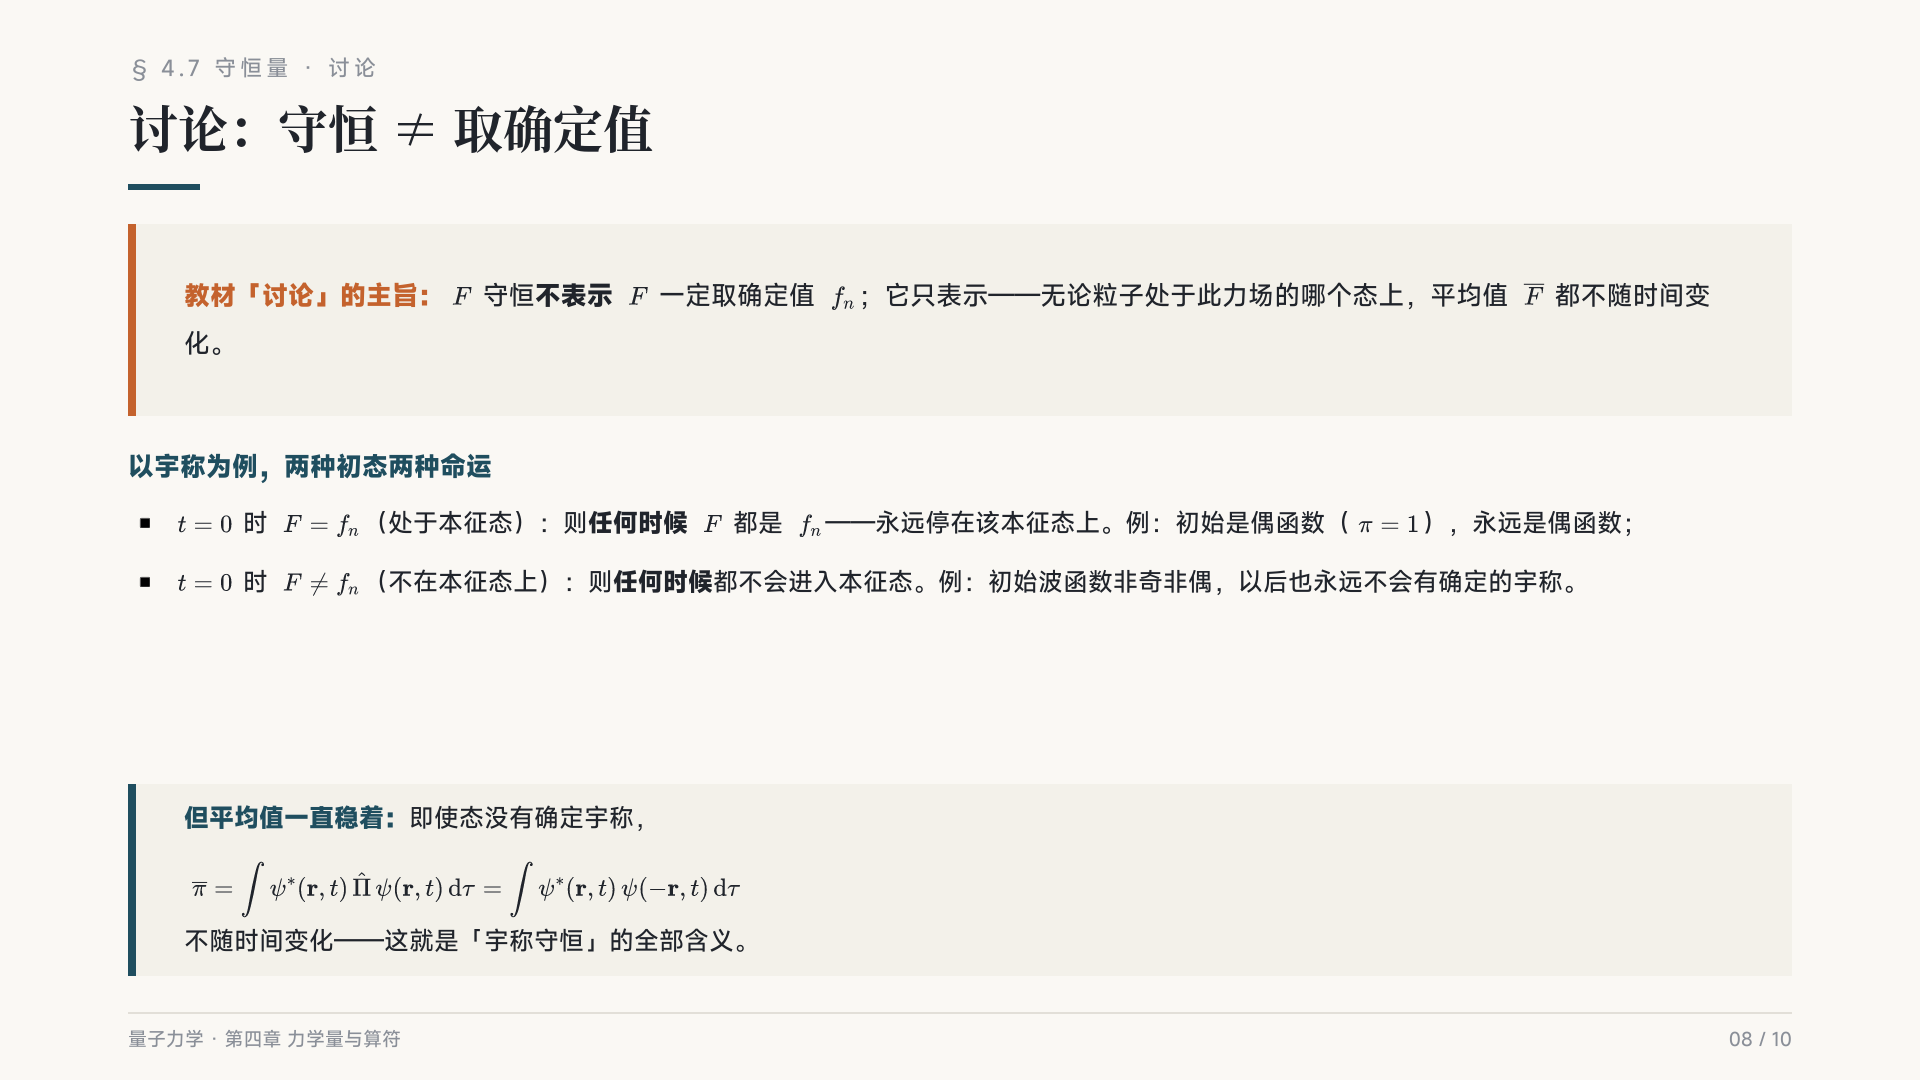 § 4.7 守恒量 · 讨论
讨论：守恒 ≠ 取确定值
教材「讨论」的主旨： F 守恒不表示 F 一定取确定值 fₙ；它只表示——无论粒子处于此力场的哪个态上，平均值 F̅ 都不随时间变
化。
以宇称为例，两种初态两种命运
▪ t = 0 时 F = fₙ（处于本征态）：则任何时候 F 都是 fₙ——永远停在该本征态上。例：初始是偶函数（π = 1），永远是偶函数；
▪ t = 0 时 F ≠ fₙ（不在本征态上）：则任何时候都不会进入本征态。例：初始波函数非奇非偶，以后也永远不会有确定的宇称。
但平均值一直稳着：即使态没有确定宇称，
π̅ = ∫ ψ*(r, t) Π̂ ψ(r, t) dτ = ∫ ψ*(r, t) ψ(−r, t) dτ
不随时间变化——这就是「宇称守恒」的全部含义。
量子力学 · 第四章 力学量与算符
08 / 10